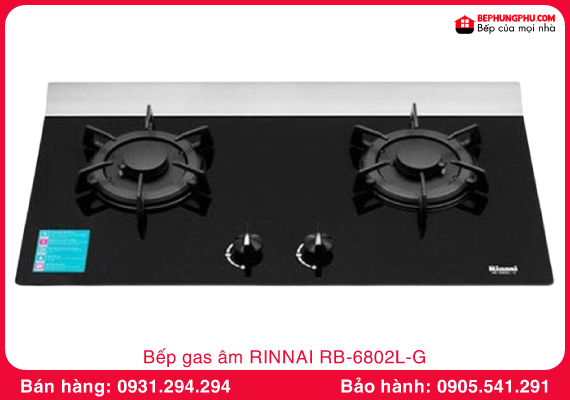 BEPHUNGPHU.COM
Bếp của mọi nhà
Rinnai
Bếp gas âm RINNAI RB-6802L-G
Bán hàng: 0931.294.294
Bảo hành: 0905.541.291